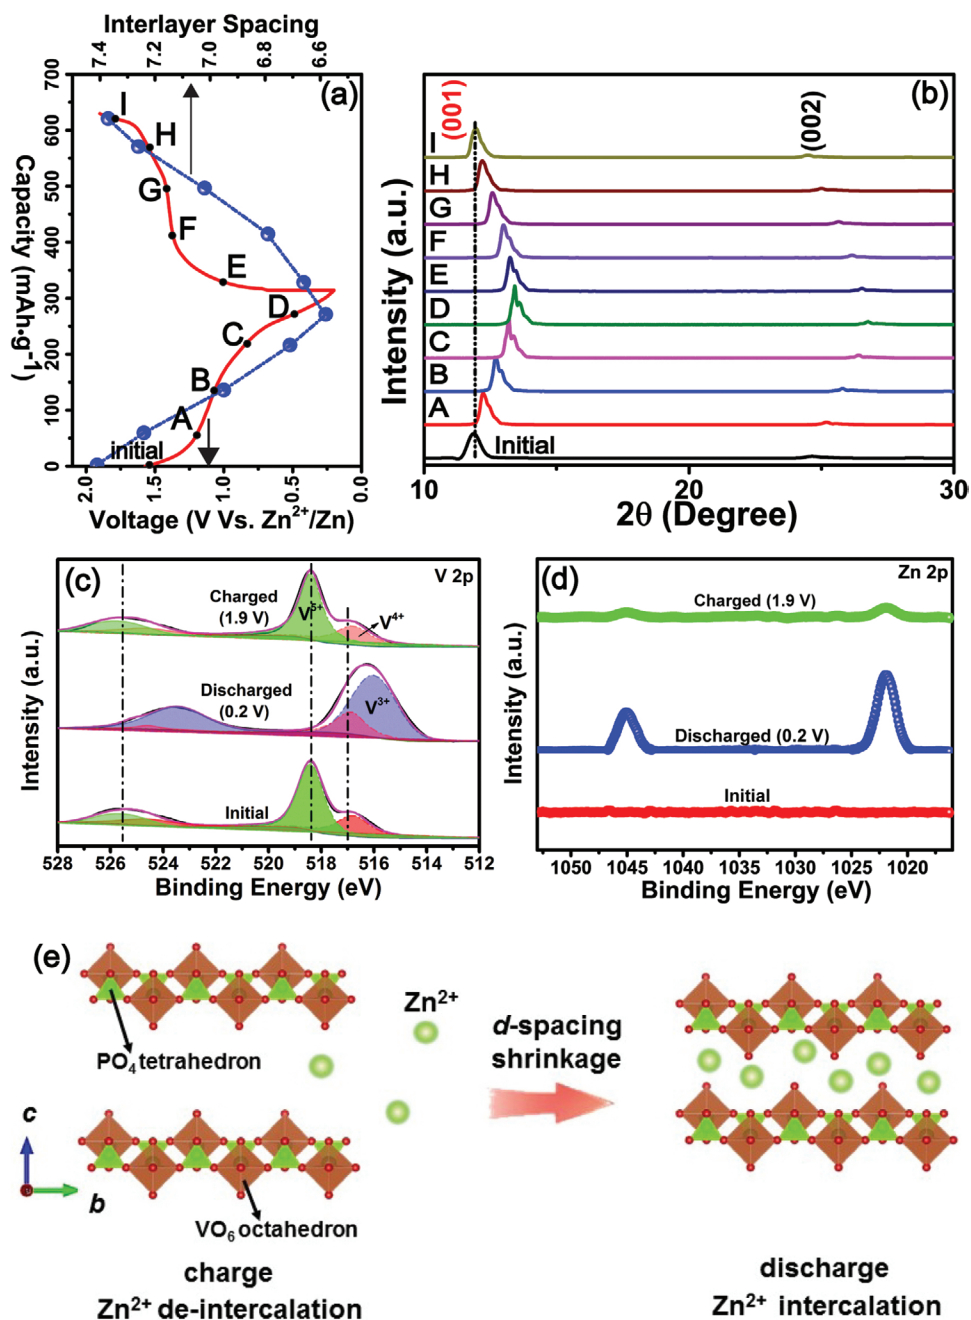 Interlayer Spacing
7.4 7.2 7.0 6.8 6.6
(a)
700
600
500
400
300
200
100
0
Capacity (mAh·g⁻¹)
I
H
G
F
E
D
C
B
A
initial
2.0 1.5 1.0 0.5 0.0
Voltage (V Vs. Zn²⁺/Zn)
(b)
(001)
(002)
I
H
G
F
E
D
C
B
A
Initial
Intensity (a.u.)
10 20 30
2θ (Degree)
(c)
V 2p
Charged
(1.9 V)
V⁵⁺
V⁴⁺
Discharged
(0.2 V)
V³⁺
Initial
Intensity (a.u.)
528 526 524 522 520 518 516 514 512
Binding Energy (eV)
(d)
Zn 2p
Charged (1.9 V)
Discharged (0.2 V)
Initial
Intensity (a.u.)
1050 1045 1040 1035 1030 1025 1020
Binding Energy (eV)
(e)
Zn²⁺
PO₄ tetrahedron
d-spacing
shrinkage
c
b
VO₆ octahedron
charge
Zn²⁺ de-intercalation
discharge
Zn²⁺ intercalation